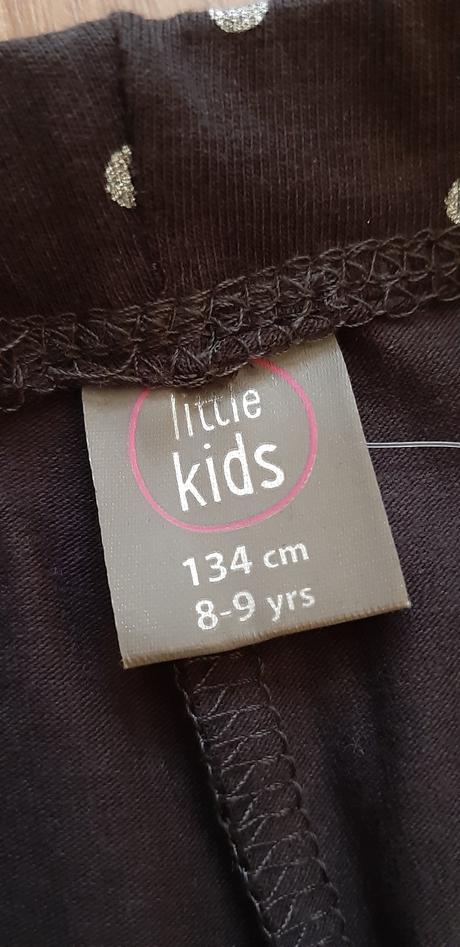 little
kids
134 cm
8-9 yrs